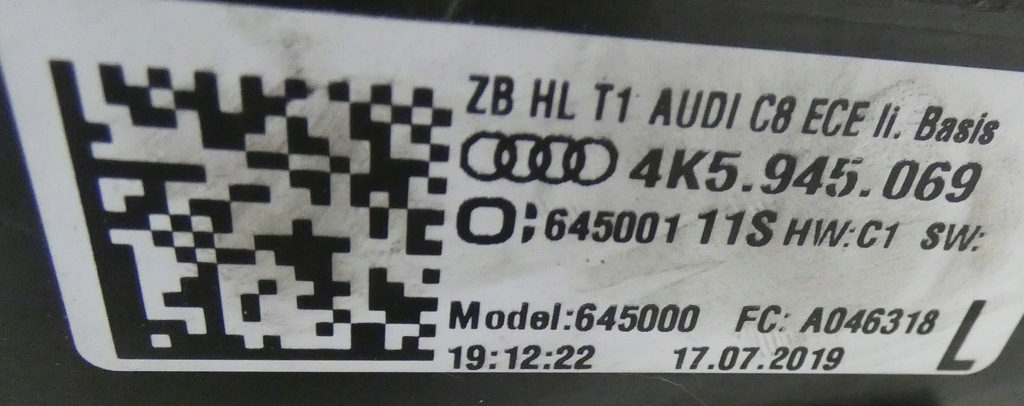 ZB HL T1 AUDI C8 ECE li. Basis
4K5.945.069
O;645001 11S HW:C1 SW:
Model:645000 FC: A046318 L
19:12:22 17.07.2019